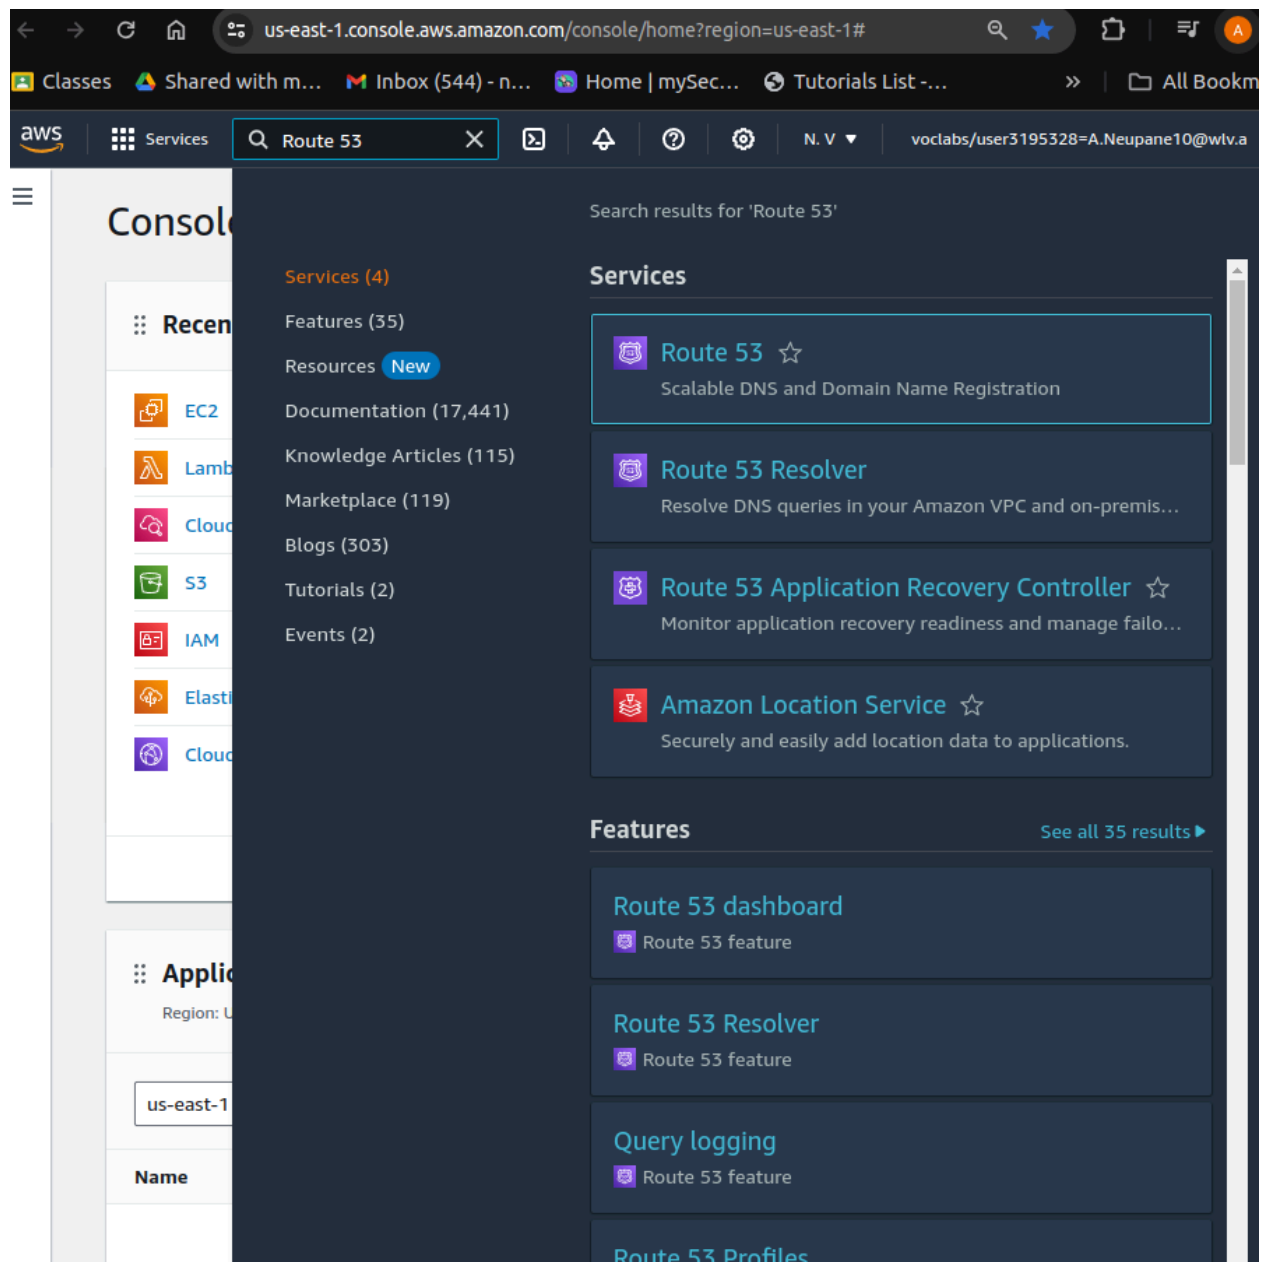 us-east-1.console.aws.amazon.com/console/home?region=us-east-1#
A
Classes Shared with m... Inbox (544) - n... Home | mySec... Tutorials List -... » All Bookm
aws Services Route 53 N. V voclabs/user3195328=A.Neupane10@wlv.a
Search results for 'Route 53'
Consol
Services (4)
Features (35)
Resources New
Documentation (17,441)
Knowledge Articles (115)
Marketplace (119)
Blogs (303)
Tutorials (2)
Events (2)
Services
Route 53
Scalable DNS and Domain Name Registration
Route 53 Resolver
Resolve DNS queries in your Amazon VPC and on-premis...
Route 53 Application Recovery Controller
Monitor application recovery readiness and manage failo...
Amazon Location Service
Securely and easily add location data to applications.
Features See all 35 results
Route 53 dashboard
Route 53 feature
Route 53 Resolver
Route 53 feature
Query logging
Route 53 feature
Route 53 Profiles
Recen
EC2
Lamb
Cloud
S3
IAM
Elasti
Cloud
Applic
Region: U
us-east-1
Name